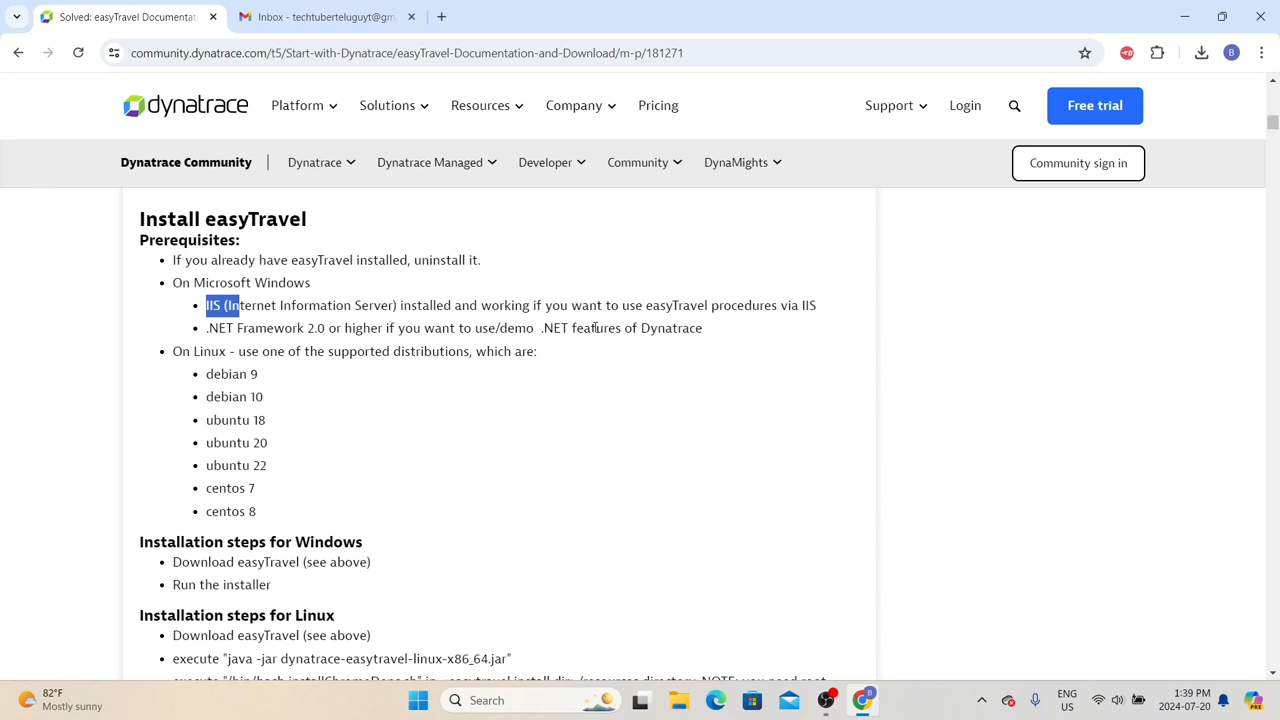 Solved: easyTravel Documentati
Inbox - techuberteluguyt@gmai
community.dynatrace.com/t5/Start-with-Dynatrace/easyTravel-Documentation-and-Download/m-p/181271
B
dynatrace Platform Solutions Resources Company Pricing Support Login Free trial
Dynatrace Community Dynatrace Dynatrace Managed Developer Community DynaMights Community sign in
Install easyTravel
Prerequisites:
• If you already have easyTravel installed, uninstall it.
• On Microsoft Windows
• IIS (Internet Information Server) installed and working if you want to use easyTravel procedures via IIS
• .NET Framework 2.0 or higher if you want to use/demo .NET features of Dynatrace
• On Linux - use one of the supported distributions, which are:
• debian 9
• debian 10
• ubuntu 18
• ubuntu 20
• ubuntu 22
• centos 7
• centos 8
Installation steps for Windows
• Download easyTravel (see above)
• Run the installer
Installation steps for Linux
• Download easyTravel (see above)
• execute "java -jar dynatrace-easytravel-linux-x86_64.jar"
82°F
Mostly sunny
Search
ENG
US
1:39 PM
2024-07-20